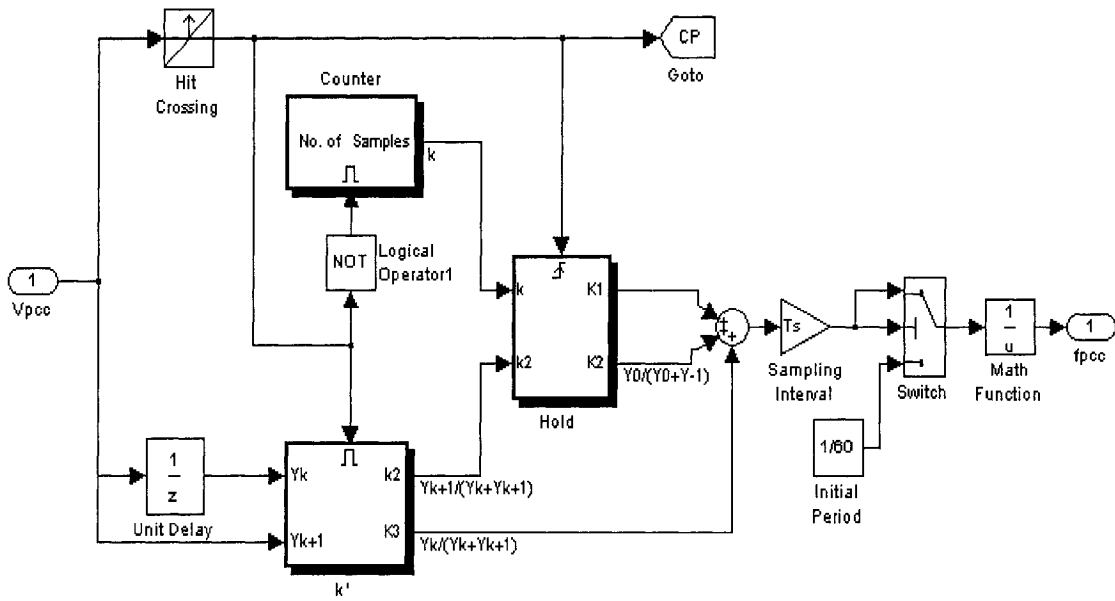 CP
Goto
Hit
Crossing
Counter
No. of Samples
k
NOT
Logical
Operator1
1
Vpcc
k
K1
k2
K2
Y0/(Y0+Y-1)
Hold
Ts
Sampling
Interval
Switch
1
u
Math
Function
1
fpcc
1/60
Initial
Period
1
z
Unit Delay
Yk
k2
Yk+1/(Yk+Yk+1)
Yk+1
K3
Yk/(Yk+Yk+1)
k'